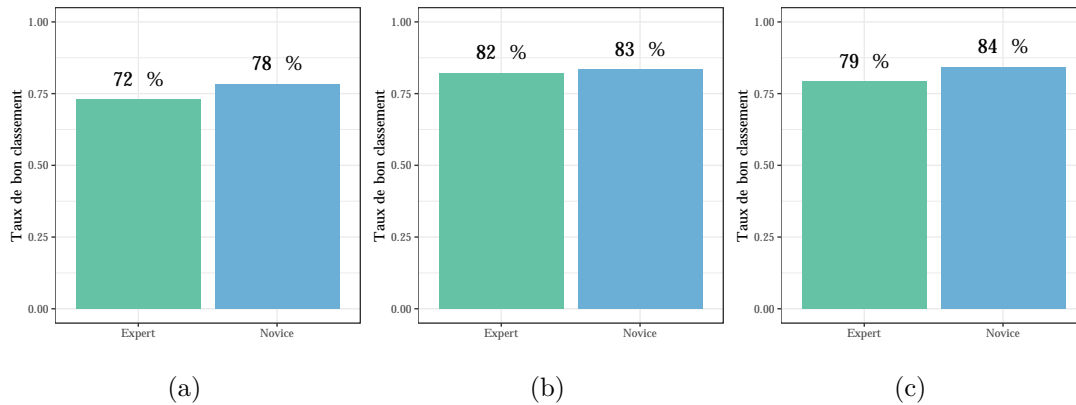 Taux de bon classement
1.00
0.75
0.50
0.25
0.00
72 %
78 %
Expert
Novice
(a)
Taux de bon classement
1.00
0.75
0.50
0.25
0.00
82 %
83 %
Expert
Novice
(b)
Taux de bon classement
1.00
0.75
0.50
0.25
0.00
79 %
84 %
Expert
Novice
(c)